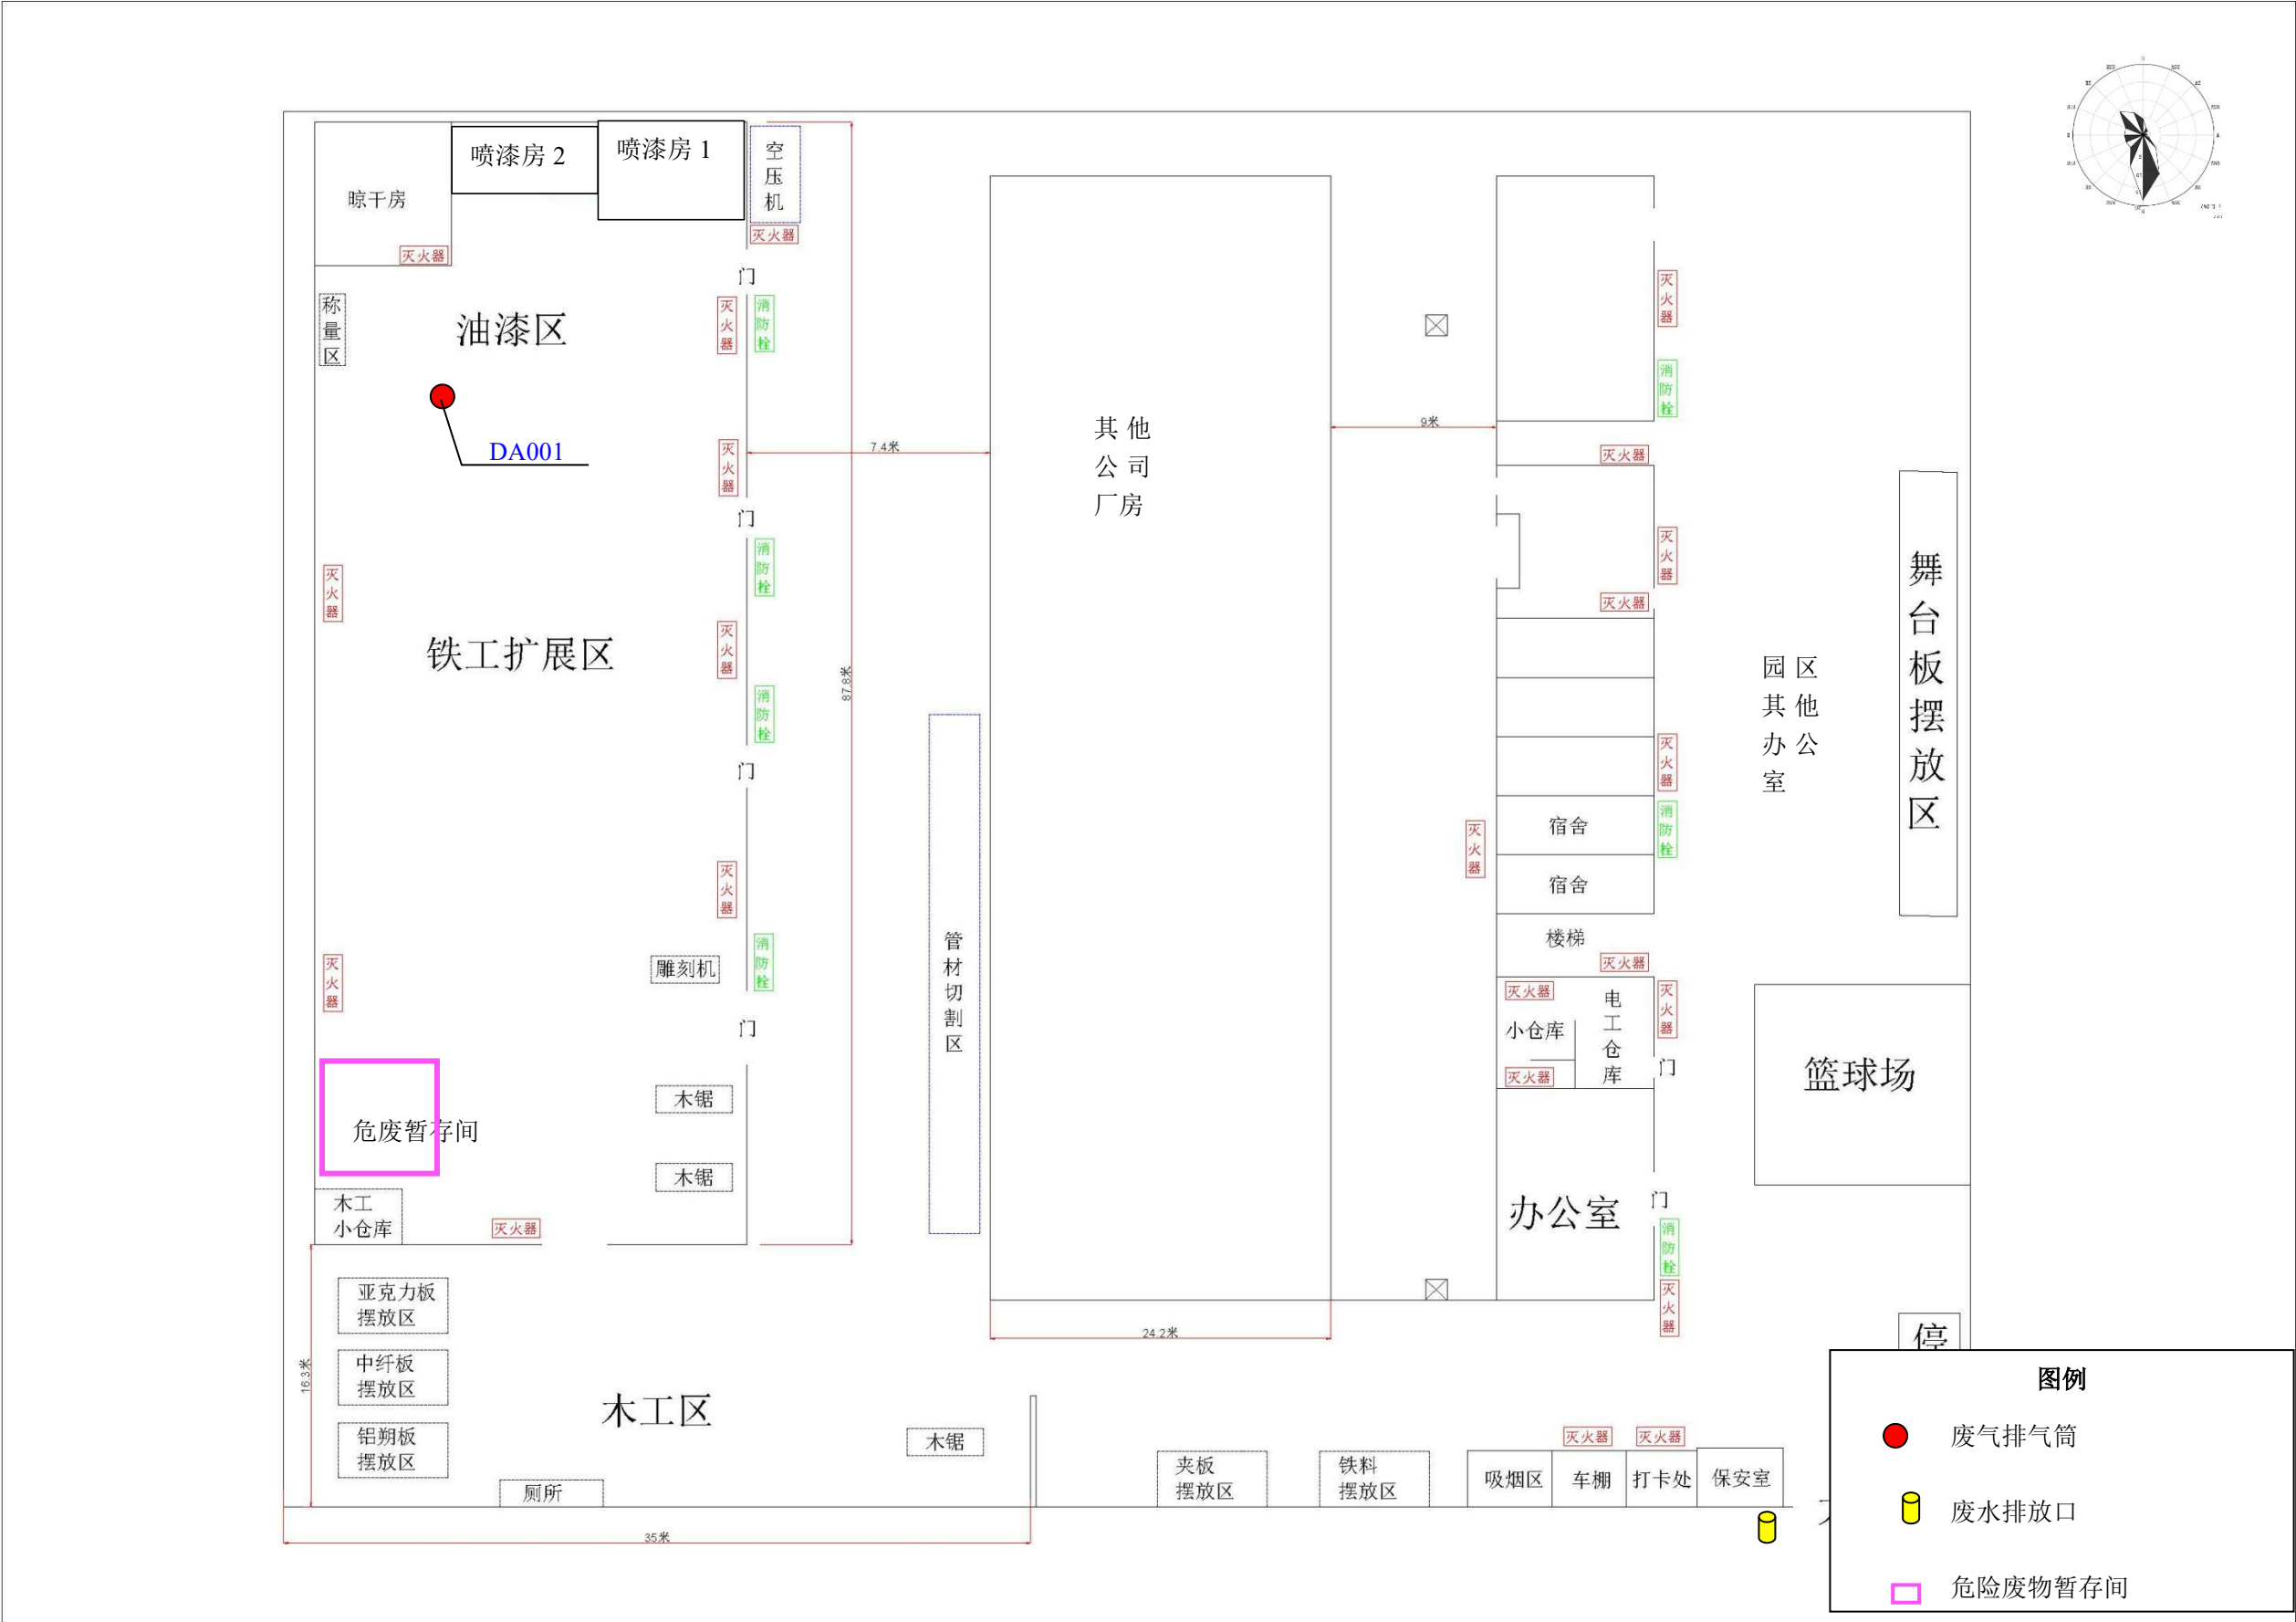 喷漆房 2
喷漆房 1
空
压
机
晾干房
灭火器
灭火器
门
称
量
区
油漆区
灭
火
器
消
防
栓
DA001
灭
火
器
7.4米
门
消
防
栓
灭
火
器
铁工扩展区
灭
火
器
消
防
栓
87.8米
门
灭
火
器
雕刻机
消
防
栓
灭
火
器
门
危废暂存间
木锯
木锯
木工
小仓库
灭火器
管
材
切
割
区
其 他
公 司
厂房
9米
24.2米
灭
火
器
消
防
栓
灭火器
灭
火
器
灭火器
灭
火
器
消
防
栓
灭
火
器
宿舍
宿舍
楼梯
灭火器
灭火器
小仓库
灭火器
电
工
仓
库
灭
火
器
门
办公室
门
消
防
栓
灭
火
器
园 区
其 他
办 公
室
舞
台
板
摆
放
区
篮球场
停
亚克力板
摆放区
中纤板
摆放区
铝朔板
摆放区
16.3米
木工区
厕所
木锯
35米
夹板
摆放区
铁料
摆放区
灭火器
灭火器
吸烟区
车棚
打卡处
保安室
图例
废气排气筒
废水排放口
危险废物暂存间